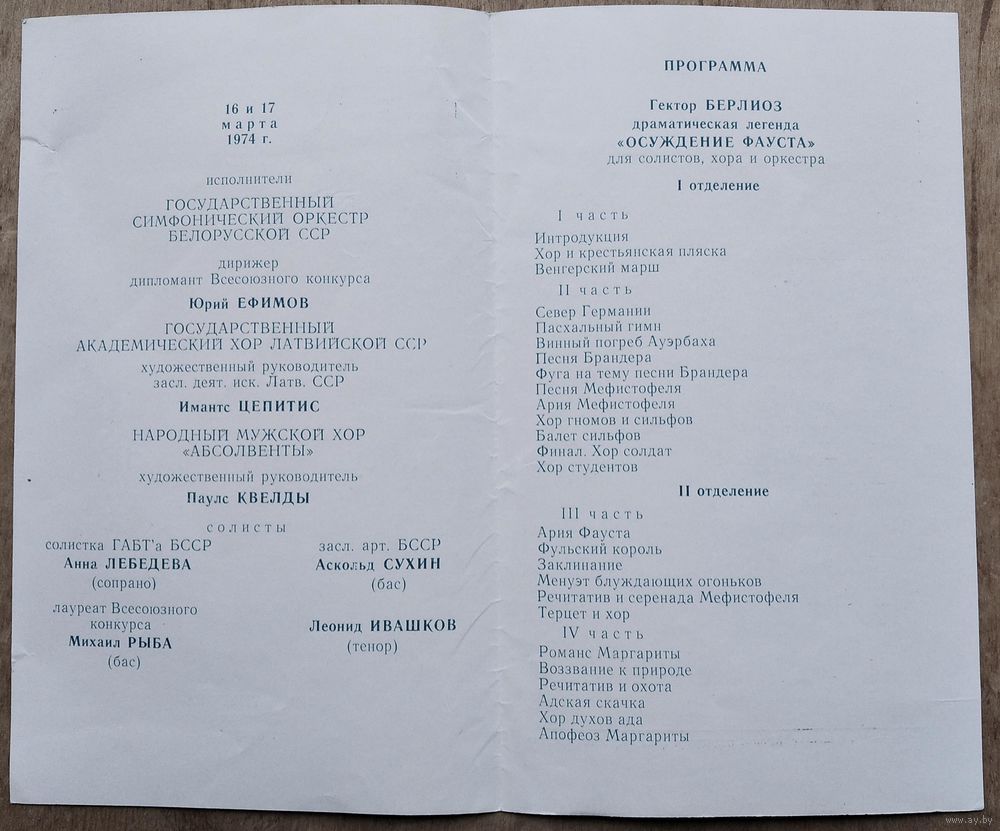 16 и 17
марта
1974 г.
исполнители
ГОСУДАРСТВЕННЫЙ
СИМФОНИЧЕСКИЙ ОРКЕСТР
БЕЛОРУССКОЙ ССР
дирижер
дипломант Всесоюзного конкурса
Юрий ЕФИМОВ
ГОСУДАРСТВЕННЫЙ
АКАДЕМИЧЕСКИЙ ХОР ЛАТВИЙСКОЙ ССР
художественный руководитель
засл. деят. иск. Латв. ССР
Имантс ЦЕПИТИС
НАРОДНЫЙ МУЖСКОЙ ХОР
«АБСОЛВЕНТЫ»
художественный руководитель
Паулс КВЕЛДЫ
солисты
солистка ГАБТ'а БССР
Анна ЛЕБЕДЕВА
(сопрано)
засл. арт. БССР
Аскольд СУХИН
(бас)
лауреат Всесоюзного
конкурса
Михаил РЫБА
(бас)
Леонид ИВАШКОВ
(тенор)
ПРОГРАММА
Гектор БЕРЛИОЗ
драматическая легенда
«ОСУЖДЕНИЕ ФАУСТА»
для солистов, хора и оркестра
I отделение
I часть
Интродукция
Хор и крестьянская пляска
Венгерский марш
II часть
Север Германии
Пасхальный гимн
Винный погреб Ауэрбаха
Песня Брандера
Фуга на тему песни Брандера
Песня Мефистофеля
Ария Мефистофеля
Хор гномов и сильфов
Балет сильфов
Финал. Хор солдат
Хор студентов
II отделение
III часть
Ария Фауста
Фульский король
Заклинание
Менуэт блуждающих огоньков
Речитатив и серенада Мефистофеля
Терцет и хор
IV часть
Романс Маргариты
Воззвание к природе
Речитатив и охота
Адская скачка
Хор духов ада
Апофеоз Маргариты
www.ay.by